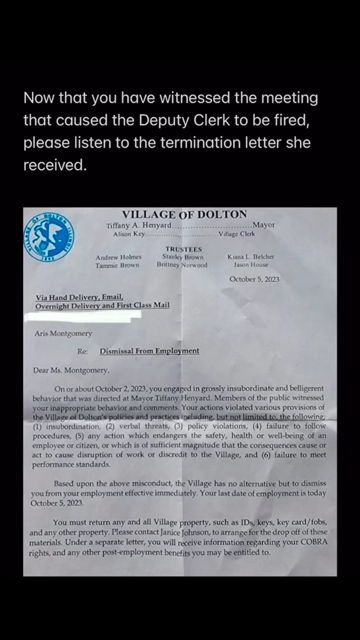 Now that you have witnessed the meeting
that caused the Deputy Clerk to be fired,
please listen to the termination letter she
received.
VILLAGE OF DOLTON
Tiffany A. Henyard........................Mayor
Alison Key........................Village Clerk
TRUSTEES
Andrew Holmes Stanley Brown Kiana L. Belcher
Tammie Brown Brittney Norwood Jason House
October 5, 2023
Via Hand Delivery, Email,
Overnight Delivery and First Class Mail
Aris Montgomery
Re: Dismissal From Employment
Dear Ms. Montgomery,
On or about October 2, 2023, you engaged in grossly insubordinate and belligerent
behavior that was directed at Mayor Tiffany Henyard. Members of the public witnessed
your inappropriate behavior and comments. Your actions violated various provisions of
the Village of Dolton's policies and practices including, but not limited to, the following:
(1) insubordination, (2) verbal threats, (3) policy violations, (4) failure to follow
procedures, (5) any action which endangers the safety, health or well-being of an
employee or citizen, or which is of sufficient magnitude that the consequences cause or
act to cause disruption of work or discredit to the Village, and (6) failure to meet
performance standards.
Based upon the above misconduct, the Village has no alternative but to dismiss
you from your employment effective immediately. Your last date of employment is today
October 5, 2023.
You must return any and all Village property, such as IDs, keys, key card/fobs,
and any other property. Please contact Janice Johnson, to arrange for the drop off of these
materials. Under a separate letter, you will receive information regarding your COBRA
rights, and any other post-employment benefits you may be entitled to.